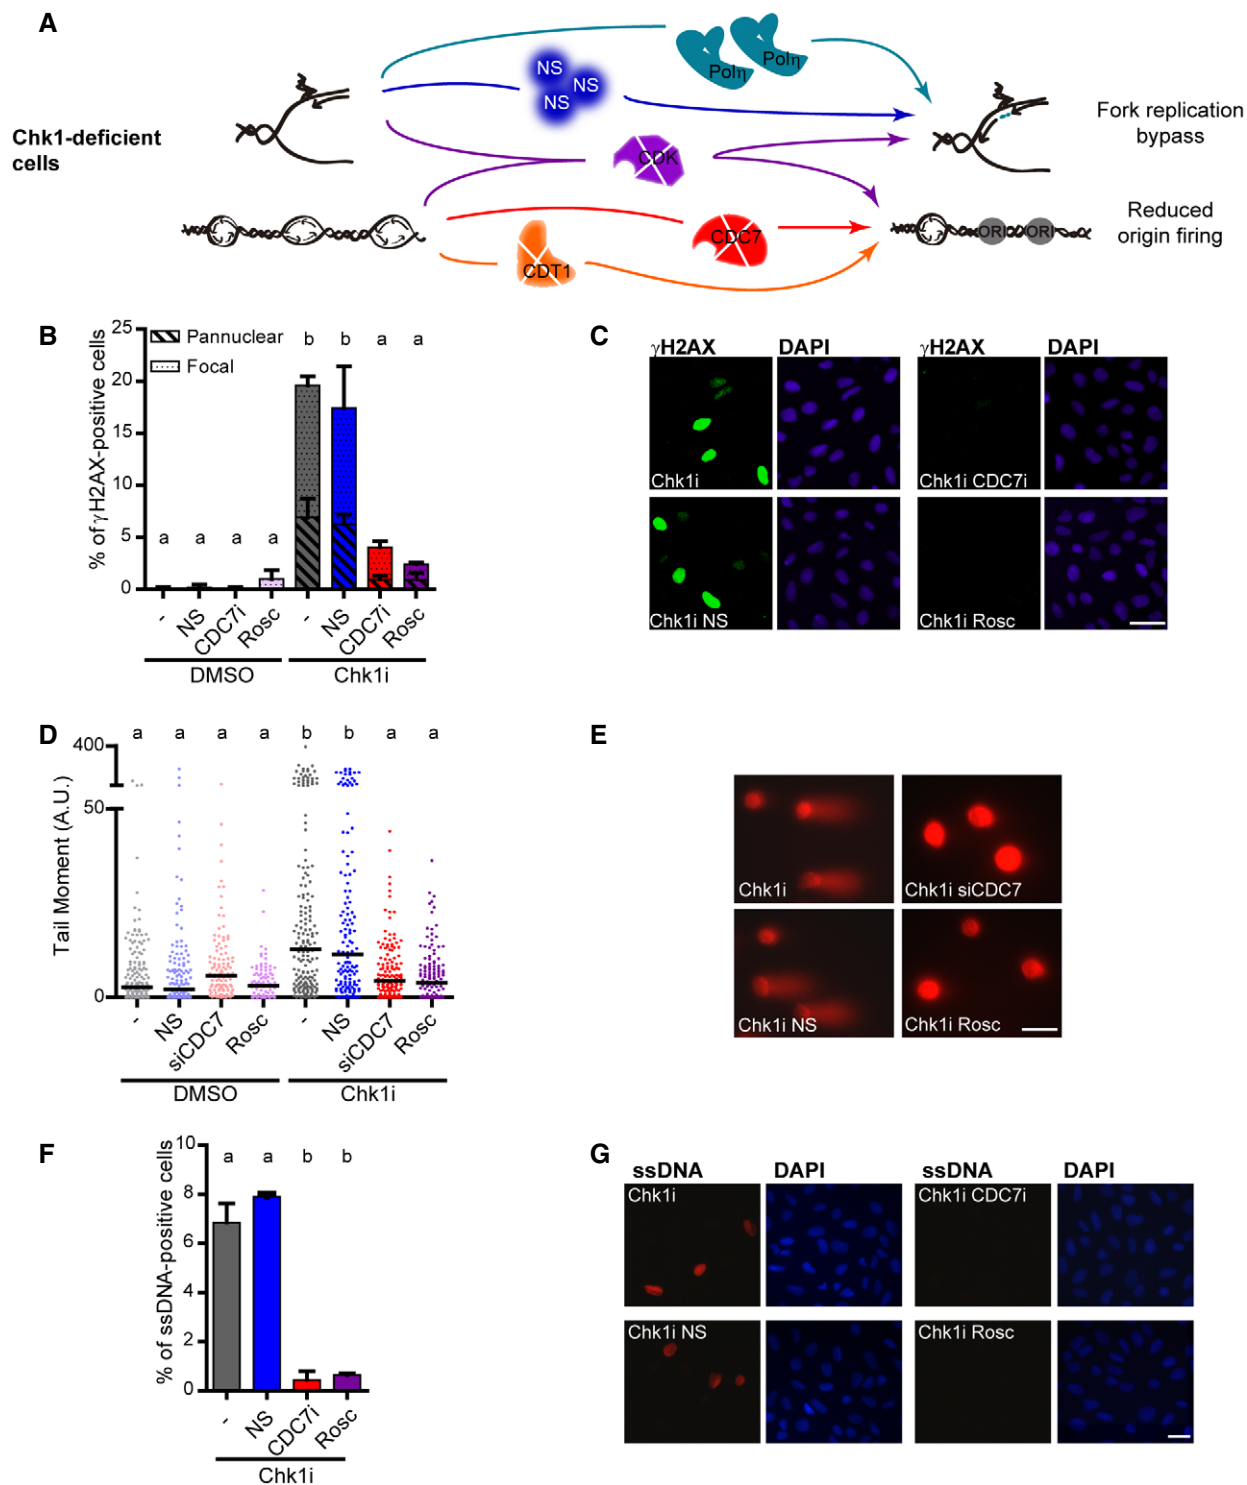 A
Polη
Polη
NS
NS
NS
Fork replication
bypass
Chk1-deficient
cells
CDK
Reduced
origin firing
CDC7
ORI
ORI
CDT1
B
% of γH2AX-positive cells
25
20
15
10
5
0
Pannuclear
Focal
a
a
a
a
b
b
a
a
-
NS
CDC7i
Rosc
-
NS
CDC7i
Rosc
DMSO
Chk1i
C
γH2AX
DAPI
γH2AX
DAPI
Chk1i
Chk1i CDC7i
Chk1i NS
Chk1i Rosc
D
Tail Moment (A.U.)
400
50
0
a
a
a
a
b
b
a
a
-
NS
siCDC7
Rosc
-
NS
siCDC7
Rosc
DMSO
Chk1i
E
Chk1i
Chk1i siCDC7
Chk1i NS
Chk1i Rosc
F
% of ssDNA-positive cells
10
8
6
4
2
0
a
a
b
b
-
NS
CDC7i
Rosc
Chk1i
G
ssDNA
DAPI
ssDNA
DAPI
Chk1i
Chk1i CDC7i
Chk1i NS
Chk1i Rosc